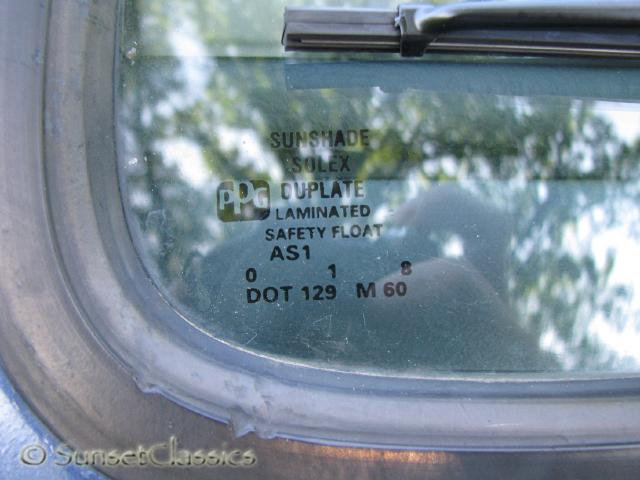 SUNSHADE
SOLEX
PPG DUPLATE
LAMINATED
SAFETY FLOAT
AS1
0 1 8
DOT 129 M 60
© SunsetClassics